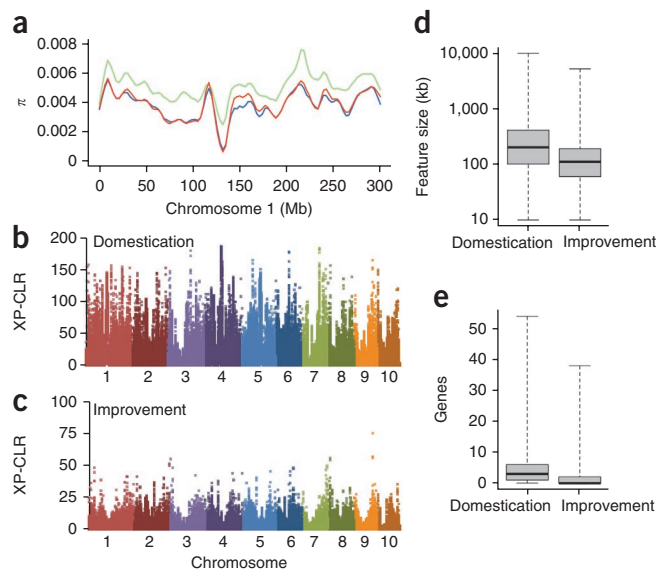 a
0.008
0.006
0.004
0.002
0
π
0 50 100 150 200 250 300
Chromosome 1 (Mb)
b
Domestication
200
150
100
50
0
XP-CLR
1 2 3 4 5 6 7 8 9 10
c
Improvement
100
75
50
25
0
XP-CLR
1 2 3 4 5 6 7 8 9 10
Chromosome
d
10,000
1,000
100
10
Feature size (kb)
Domestication Improvement
e
50
40
30
20
10
0
Genes
Domestication Improvement